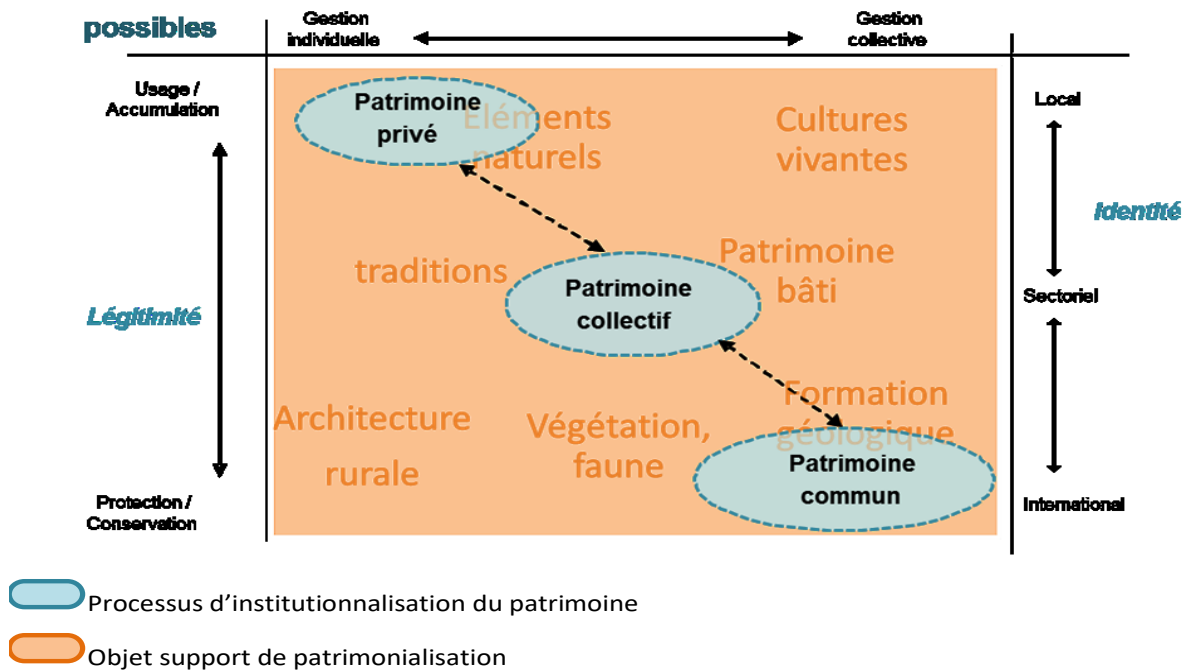 possibles
Gestion
individuelle
Gestion
collective
Usage /
Accumulation
Légitimité
Protection /
Conservation
Patrimoine
privé
Eléments
naturels
Cultures
vivantes
traditions
Patrimoine
collectif
Patrimoine
bâti
Architecture
rurale
Végétation,
faune
Formation
géologique
Patrimoine
commun
Local
Identité
Sectoriel
International
Processus d'institutionnalisation du patrimoine
Objet support de patrimonialisation